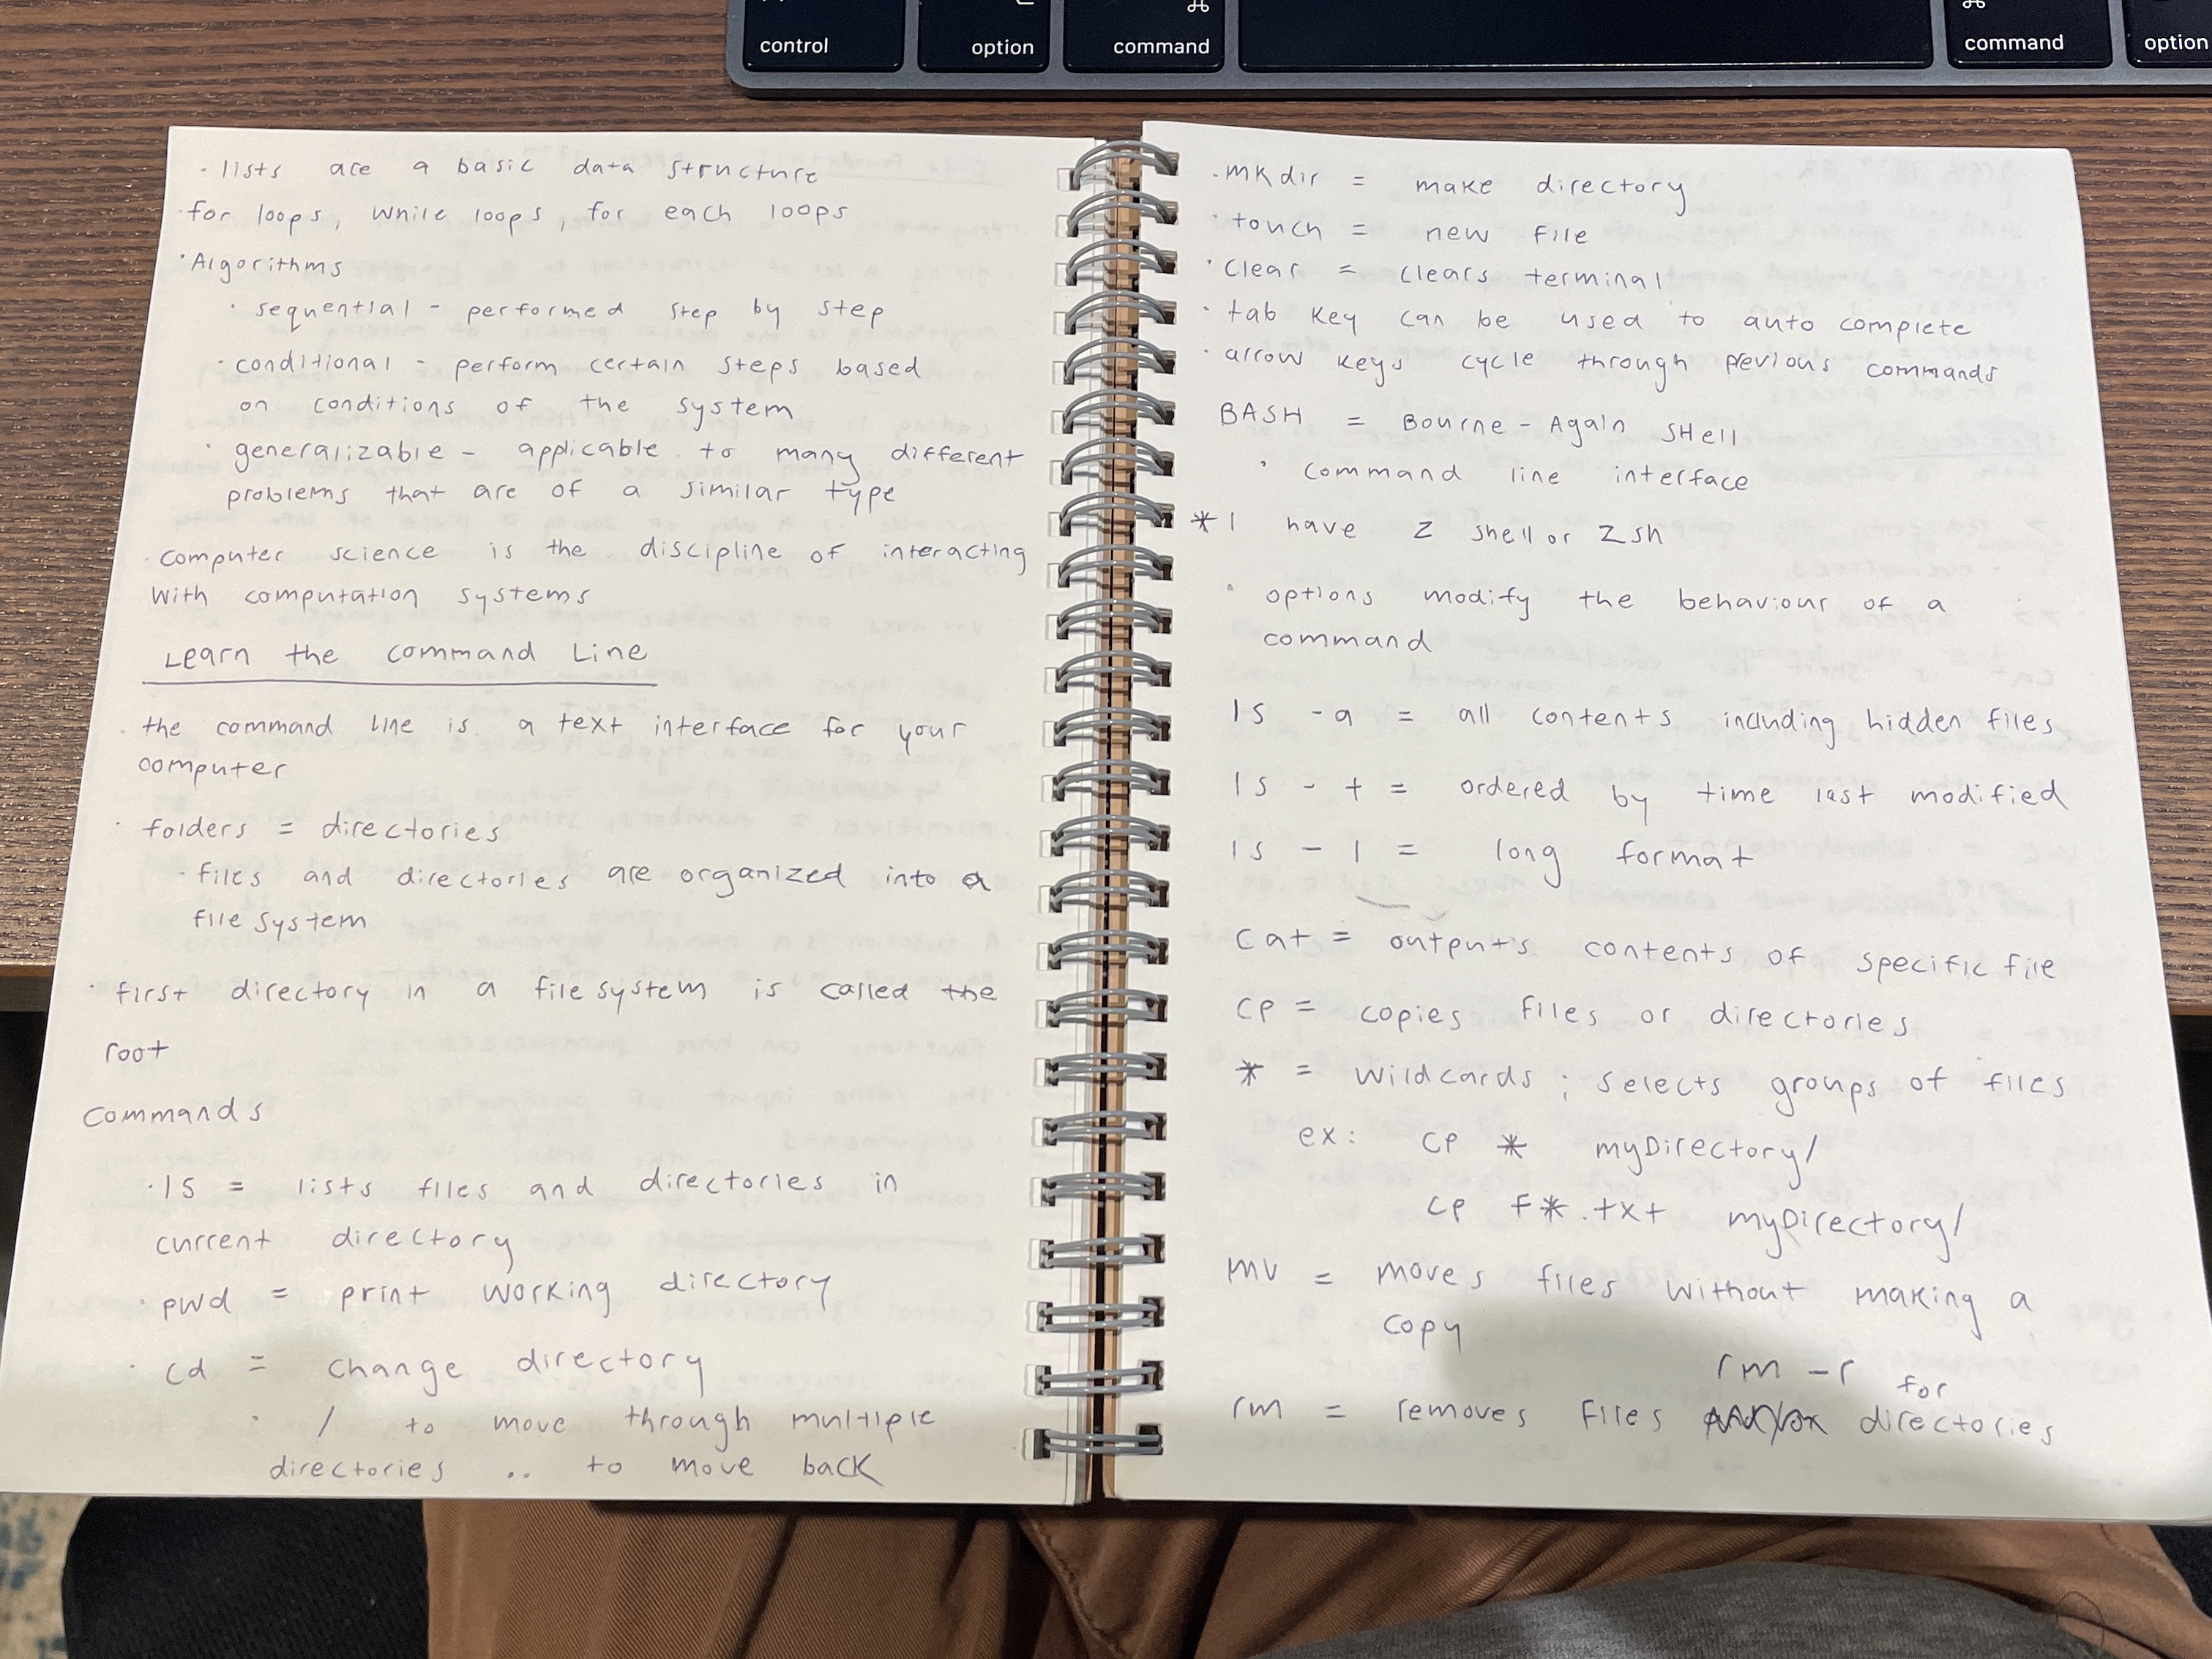 control option command command option
· lists are a basic data structure
· for loops, while loops, for each loops
· Algorithms
· sequential - performed step by step
· conditional - perform certain steps based
on conditions of the system
· generalizable - applicable to many different
problems that are of a similar type
· computer science is the discipline of interacting
with computation systems
Learn the command Line
· the command line is a text interface for your
computer
· folders = directories
· files and directories are organized into a
file system
· first directory in a file system is called the
root
commands
· ls = lists files and directories in
current directory
· pwd = print working directory
· cd = change directory
· / to move through multiple
directories .. to move back
· mkdir = make directory
· touch = new file
· clear = clears terminal
· tab key can be used to auto complete
· arrow keys cycle through pevious commands
BASH = Bourne - Again SHell
· command line interface
* I have Z shell or Zsh
· options modify the behaviour of a
command
ls -a = all contents including hidden files
ls - t = ordered by time last modified
ls - l = long format
cat = outputs contents of specific file
cp = copies files or directories
* = wildcards ; selects groups of files
ex: cp * myDirectory/
cp f*.txt myDirectory/
mv = moves files without making a
copy
rm -r for
rm = removes files and/or directories